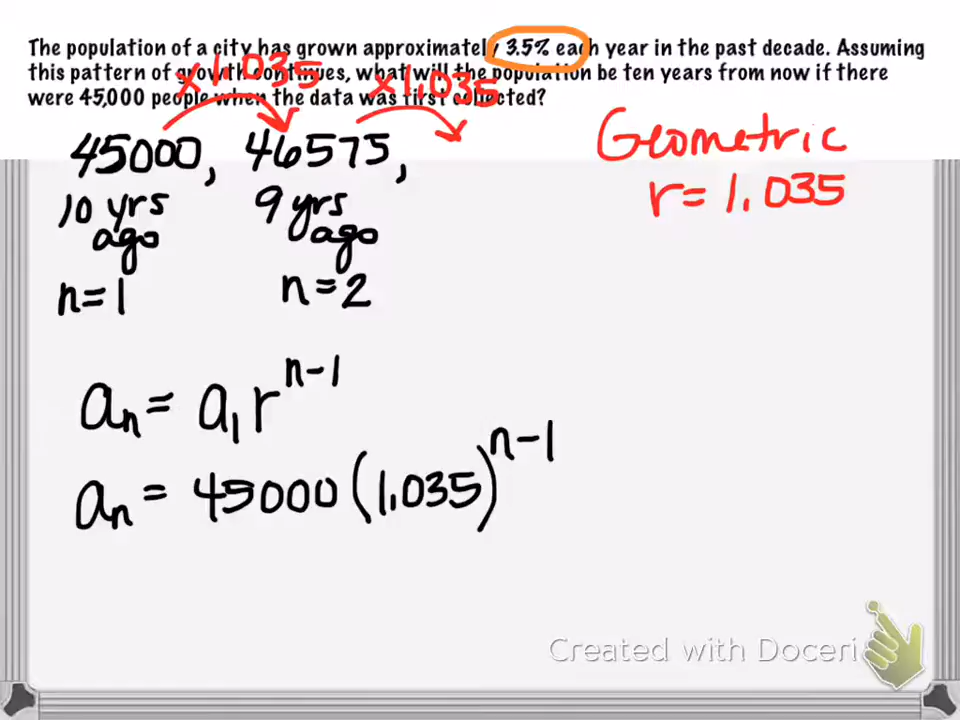 The population of a city has grown approximately 3.5% each year in the past decade. Assuming
this pattern of growth continues, what will the population be ten years from now if there
were 45,000 people when the data was first collected?
×1.035 ×1.035
45000, 46575,
10 yrs ago
9 yrs ago
n=1
n=2
Geometric
r=1.035
aₙ = a₁rⁿ⁻¹
aₙ = 45000(1.035)ⁿ⁻¹
Created with Doceri